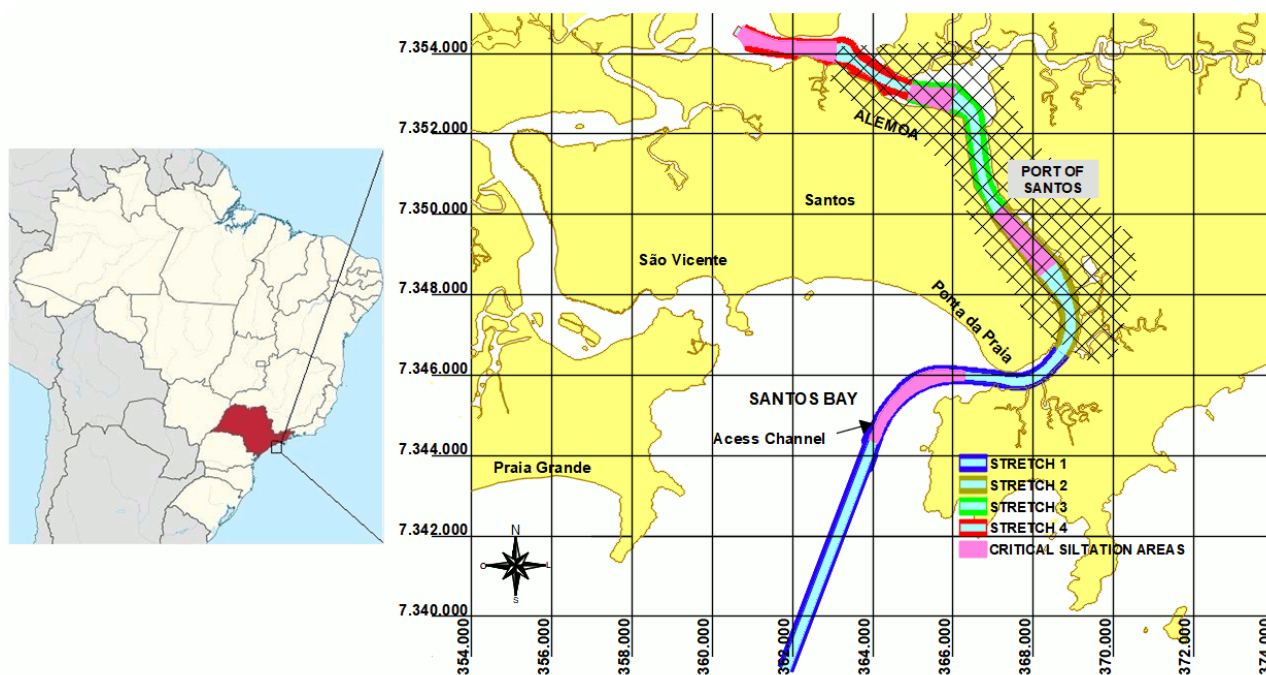 7.354.000
7.352.000
7.350.000
7.348.000
7.346.000
7.344.000
7.342.000
7.340.000
ALEMOA
PORT OF
SANTOS
Santos
São Vicente
Ponta da Praia
SANTOS BAY
Acess Channel
Praia Grande
STRETCH 1
STRETCH 2
STRETCH 3
STRETCH 4
CRITICAL SILTATION AREAS
N
O
L
S
354.000
356.000
358.000
360.000
362.000
364.000
366.000
368.000
370.000
372.000